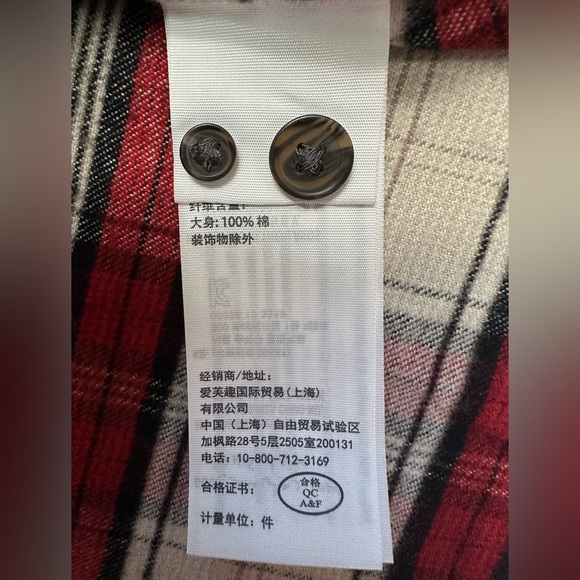 纤维含量:
大身: 100% 棉
装饰物除外
经销商/地址:
爱芙趣国际贸易(上海)
有限公司
中国（上海）自由贸易试验区
加枫路28号5层2505室200131
电话: 10-800-712-3169
合格证书:
合格
QC
A&F
计量单位: 件